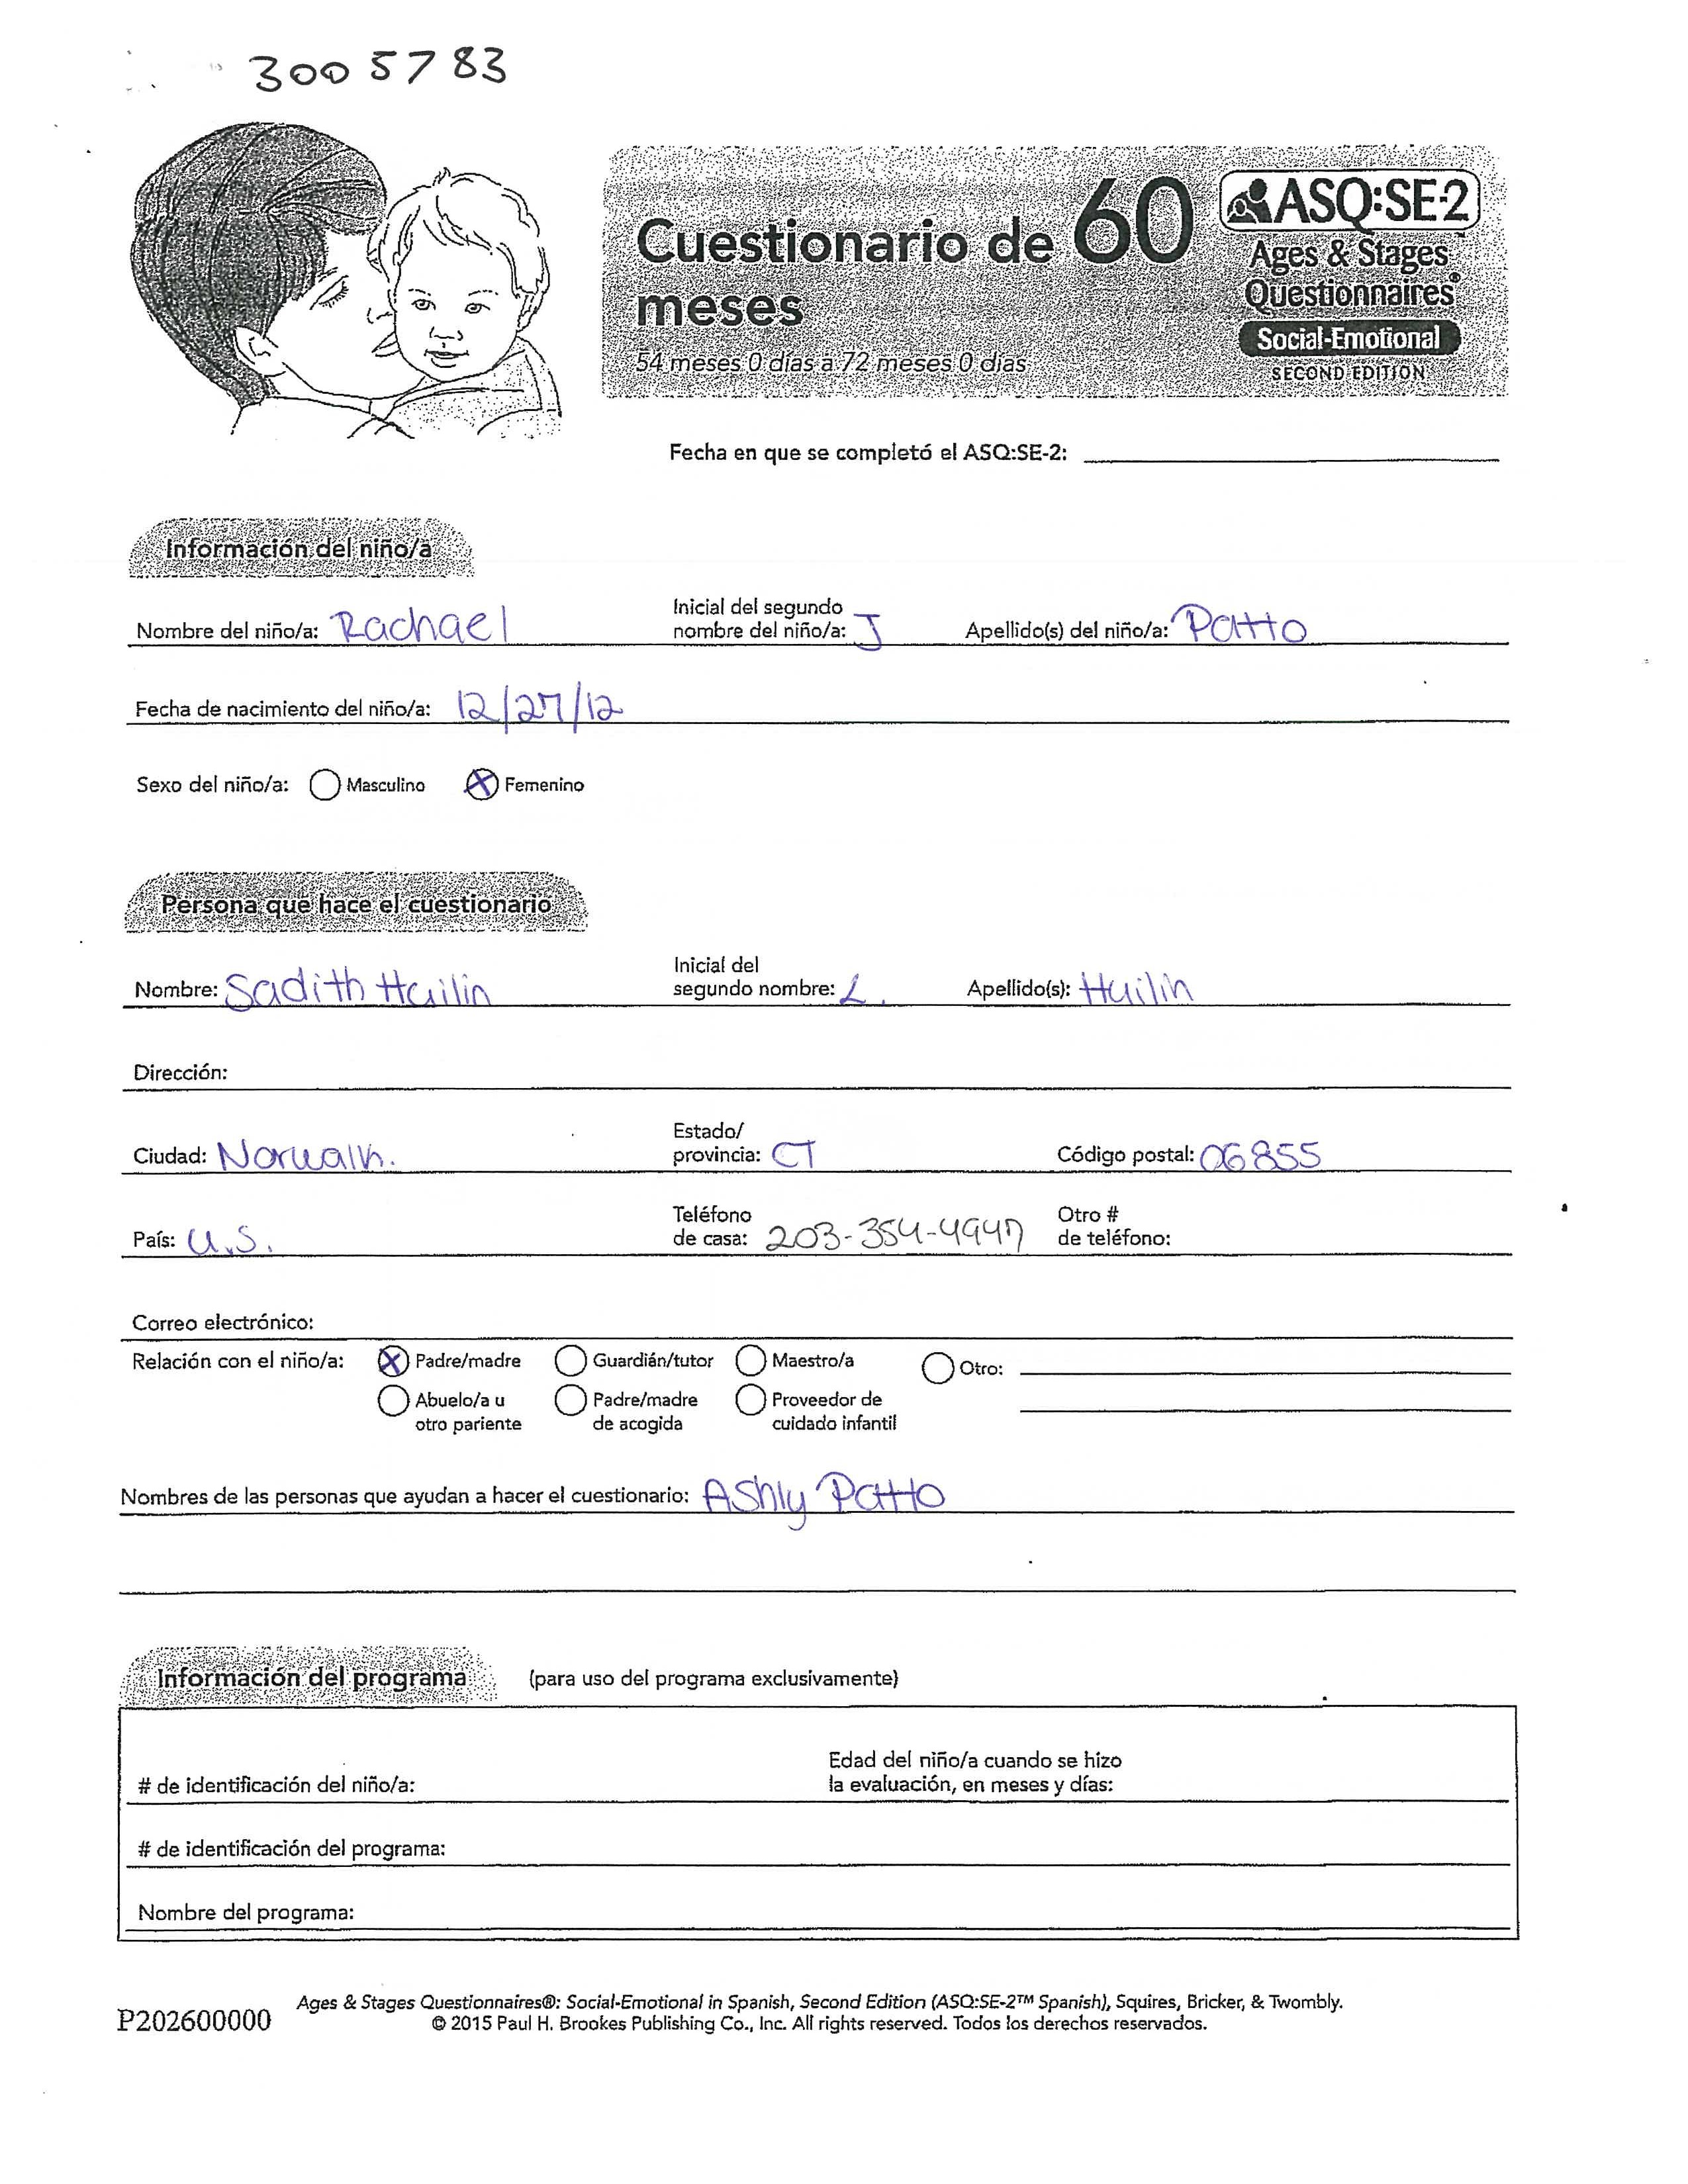 3005783
Cuestionario de 60
meses
54 meses 0 días a 72 meses 0 días
ASQ:SE-2™
Ages & Stages
Questionnaires®
Social-Emotional
SECOND EDITION
Fecha en que se completó el ASQ:SE-2:
Información del niño/a
Nombre del niño/a: Rachael Inicial del segundo nombre del niño/a: J Apellido(s) del niño/a: Patto
Fecha de nacimiento del niño/a: 12/27/12
Sexo del niño/a: Masculino Femenino
Persona que hace el cuestionario
Nombre: Sadith Huilin Inicial del segundo nombre: L. Apellido(s): Huilin
Dirección:
Ciudad: Norwalk. Estado/provincia: CT Código postal: 06855
País: U.S. Teléfono de casa: 203-354-4947 Otro # de teléfono:
Correo electrónico:
Relación con el niño/a: Padre/madre Guardián/tutor Maestro/a Otro:
Abuelo/a u otro pariente Padre/madre de acogida Proveedor de cuidado infantil
Nombres de las personas que ayudan a hacer el cuestionario: Ashly Patto
Información del programa (para uso del programa exclusivamente)
# de identificación del niño/a: Edad del niño/a cuando se hizo la evaluación, en meses y días:
# de identificación del programa:
Nombre del programa:
P202600000
Ages & Stages Questionnaires®: Social-Emotional in Spanish, Second Edition (ASQ:SE-2™ Spanish), Squires, Bricker, & Twombly.
© 2015 Paul H. Brookes Publishing Co., Inc. All rights reserved. Todos los derechos reservados.